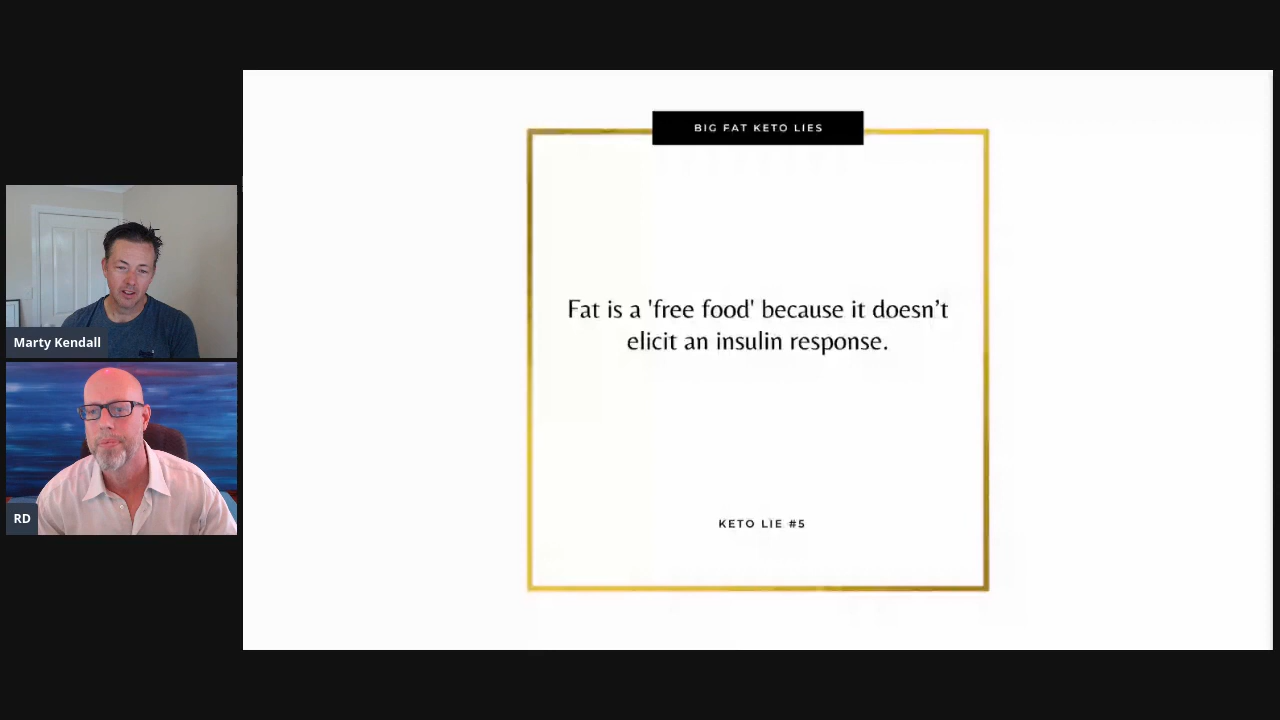 Marty Kendall
RD
BIG FAT KETO LIES
Fat is a 'free food' because it doesn’t
elicit an insulin response.
KETO LIE #5